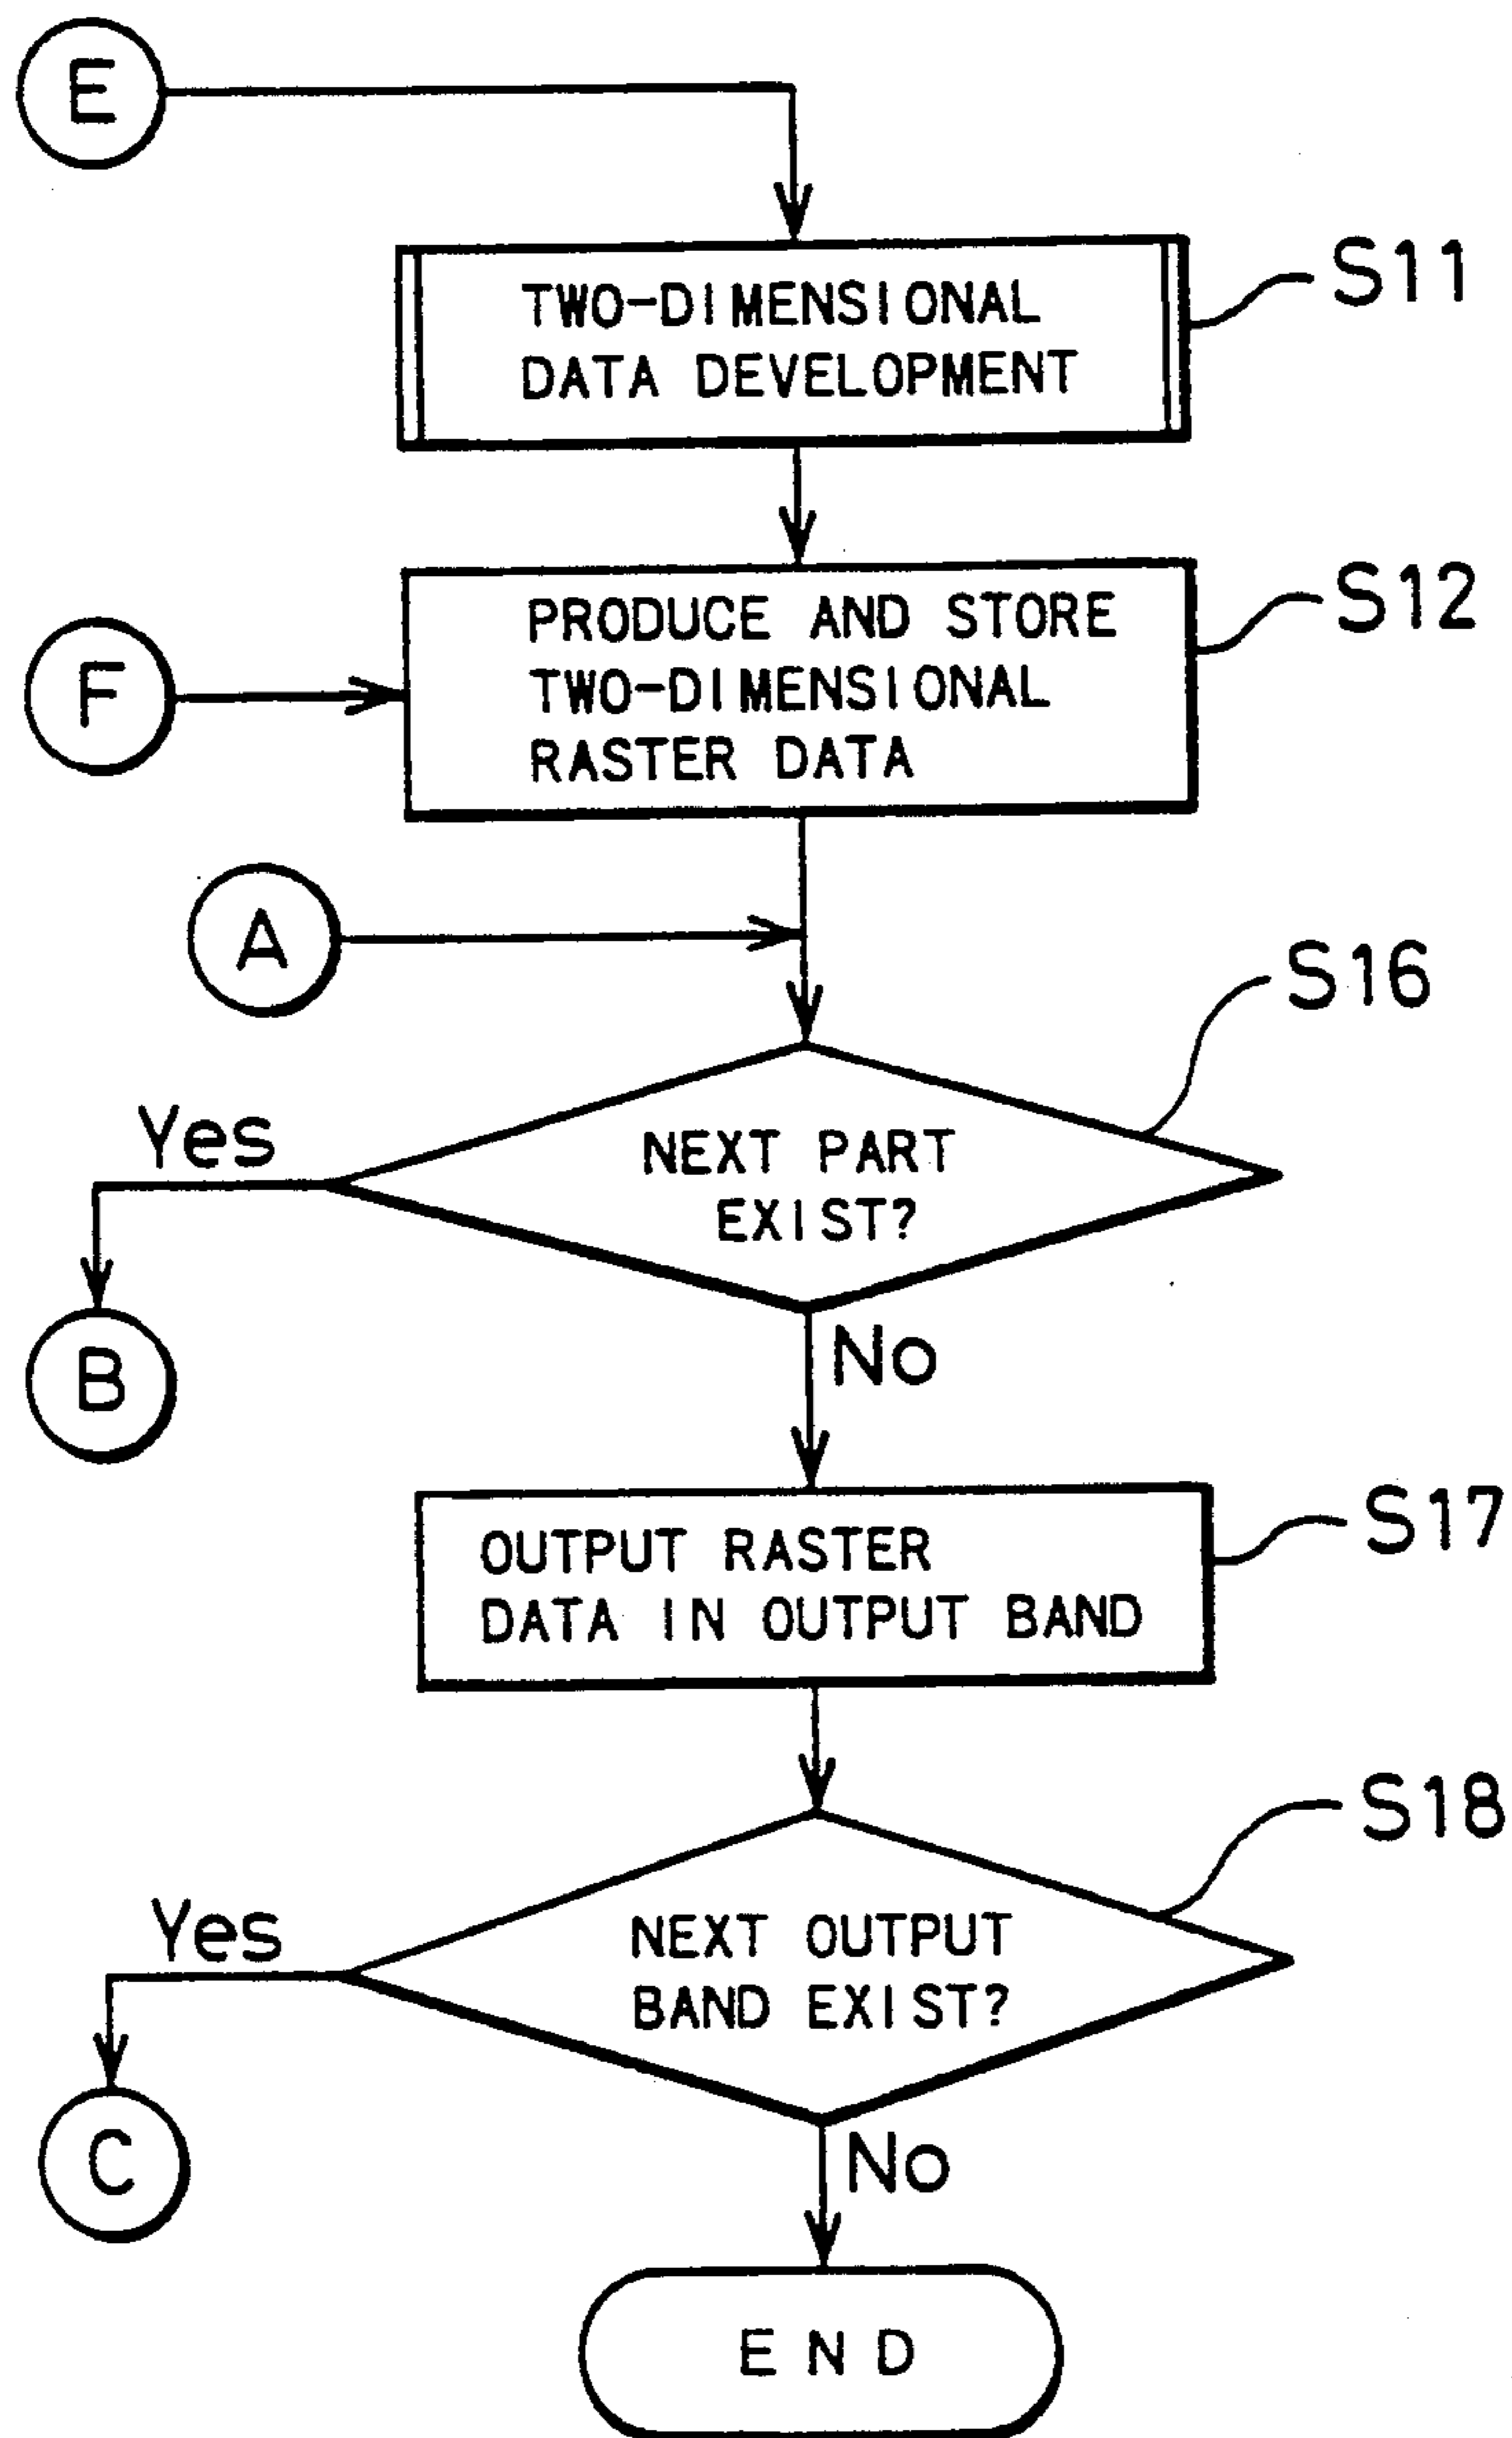 E
TWO-DIMENSIONAL
DATA DEVELOPMENT
S11
PRODUCE AND STORE
TWO-DIMENSIONAL
RASTER DATA
S12
F
A
S16
NEXT PART
EXIST?
Yes
B
No
OUTPUT RASTER
DATA IN OUTPUT BAND
S17
S18
NEXT OUTPUT
BAND EXIST?
Yes
C
No
END